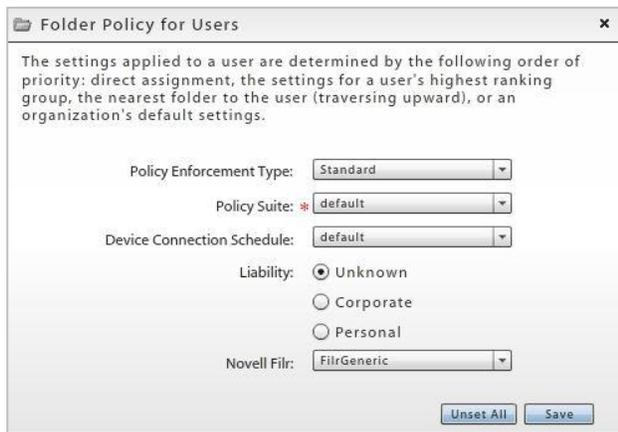 Folder Policy for Users
The settings applied to a user are determined by the following order of
priority: direct assignment, the settings for a user's highest ranking
group, the nearest folder to the user (traversing upward), or an
organization's default settings.
Policy Enforcement Type: Standard
Policy Suite: * default
Device Connection Schedule: default
Liability: Unknown
Corporate
Personal
Novell Filr: FilrGeneric
Unset All Save